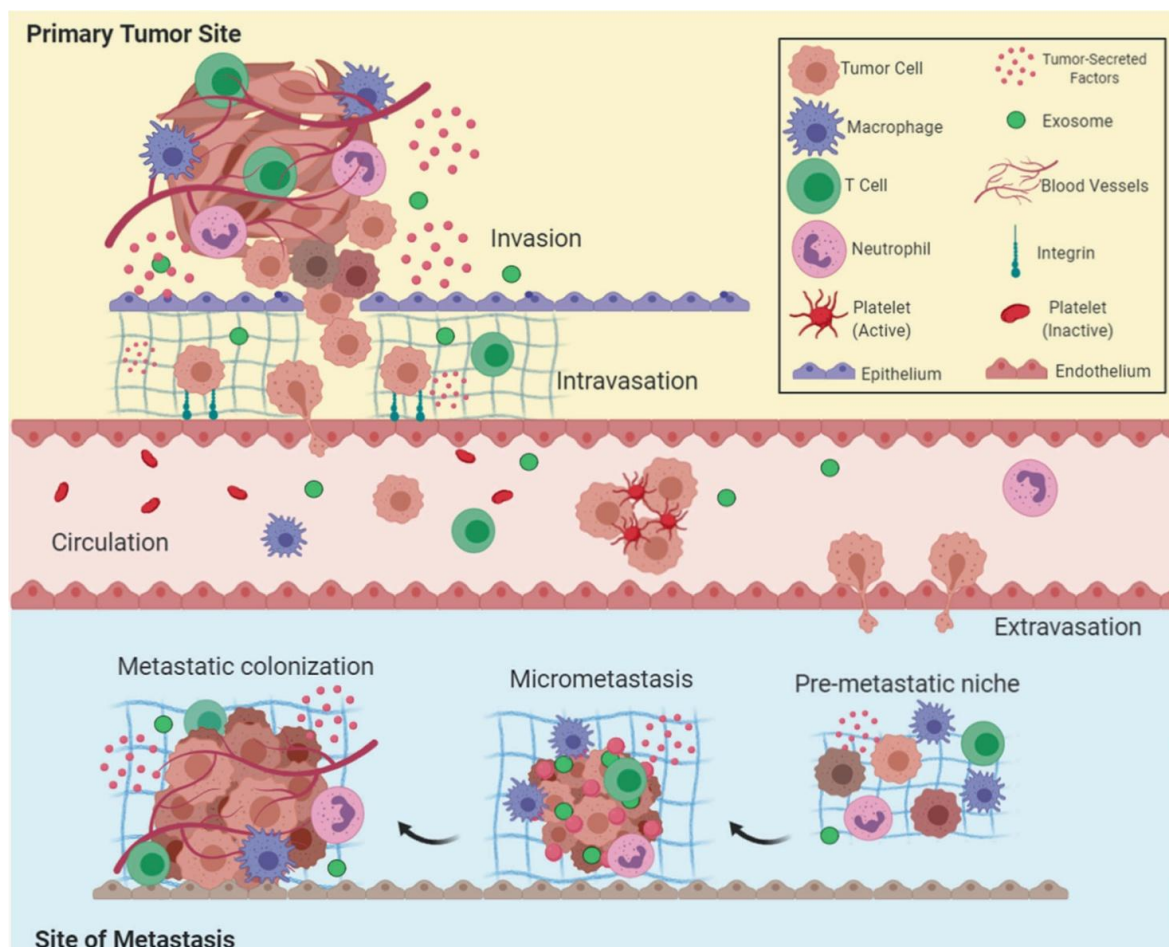 Primary Tumor Site
Tumor Cell
Tumor-Secreted
Factors
Macrophage
Exosome
T Cell
Blood Vessels
Neutrophil
Integrin
Platelet
(Active)
Platelet
(Inactive)
Epithelium
Endothelium
Invasion
Intravasation
Circulation
Extravasation
Metastatic colonization
Micrometastasis
Pre-metastatic niche
Site of Metastasis